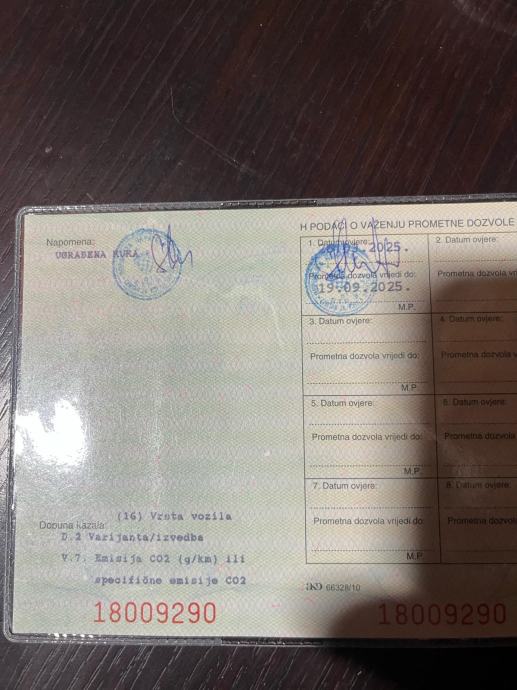 Napomena:
UGRAĐENA KUKA
Dopuna kazala:
(16) Vrsta vozila
D.2 Varijanta/izvedba
V.7. Emisija CO2 (g/km) ili
specifične emisije CO2
18009290
H PODACI O VAŽENJU PROMETNE DOZVOLE
1. Datum ovjere:
2025.
Prometna dozvola vrijedi do:
19.09.2025.
M.P.
2. Datum ovjere:
Prometna dozvola
3. Datum ovjere:
Prometna dozvola vrijedi do:
M.P.
4. Datum ovjere:
Prometna dozvola
5. Datum ovjere:
Prometna dozvola vrijedi do:
M.P.
6. Datum ovjere:
Prometna dozvola
7. Datum ovjere:
Prometna dozvola vrijedi do:
M.P.
8. Datum ovjere:
Prometna dozvola
AKD 66328/10
18009290